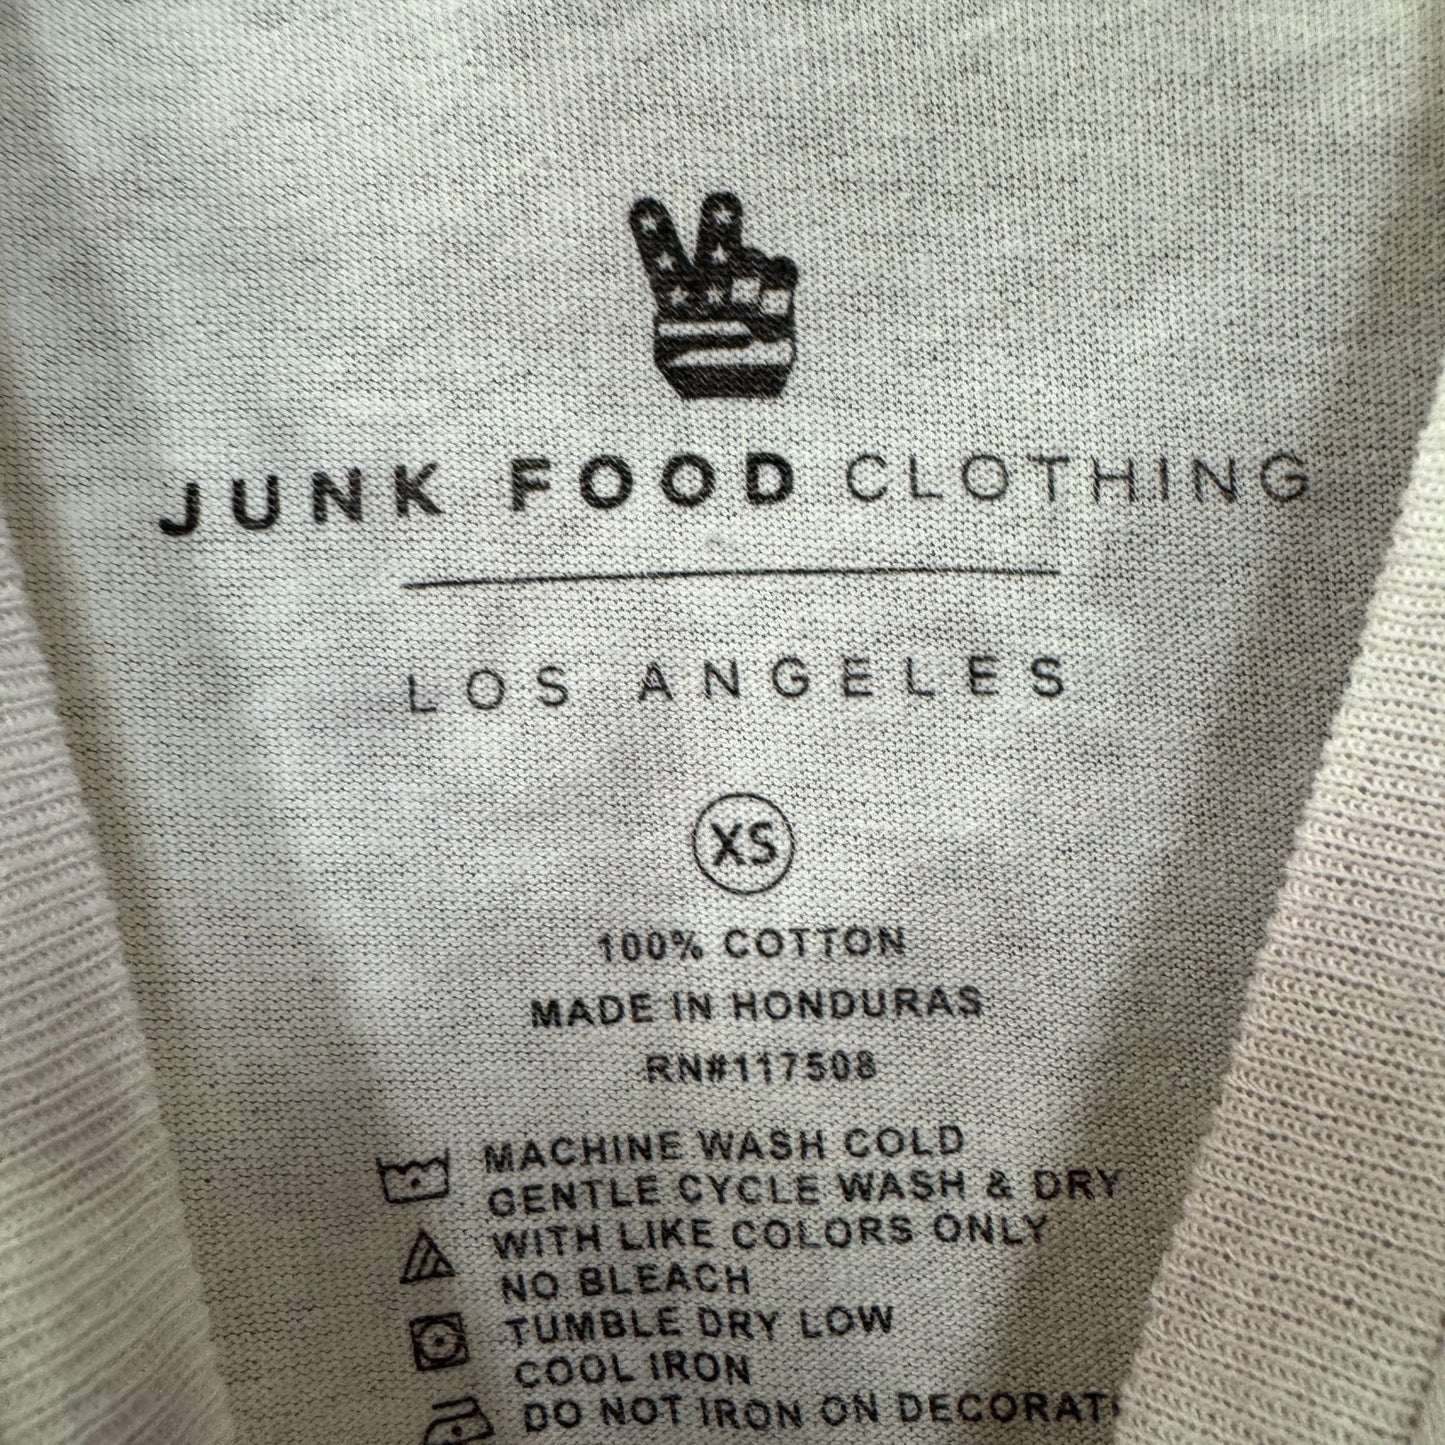 JUNK FOOD CLOTHING
LOS ANGELES
XS
100% COTTON
MADE IN HONDURAS
RN#117508
MACHINE WASH COLD
GENTLE CYCLE WASH & DRY
WITH LIKE COLORS ONLY
NO BLEACH
TUMBLE DRY LOW
COOL IRON
DO NOT IRON ON DECORATI